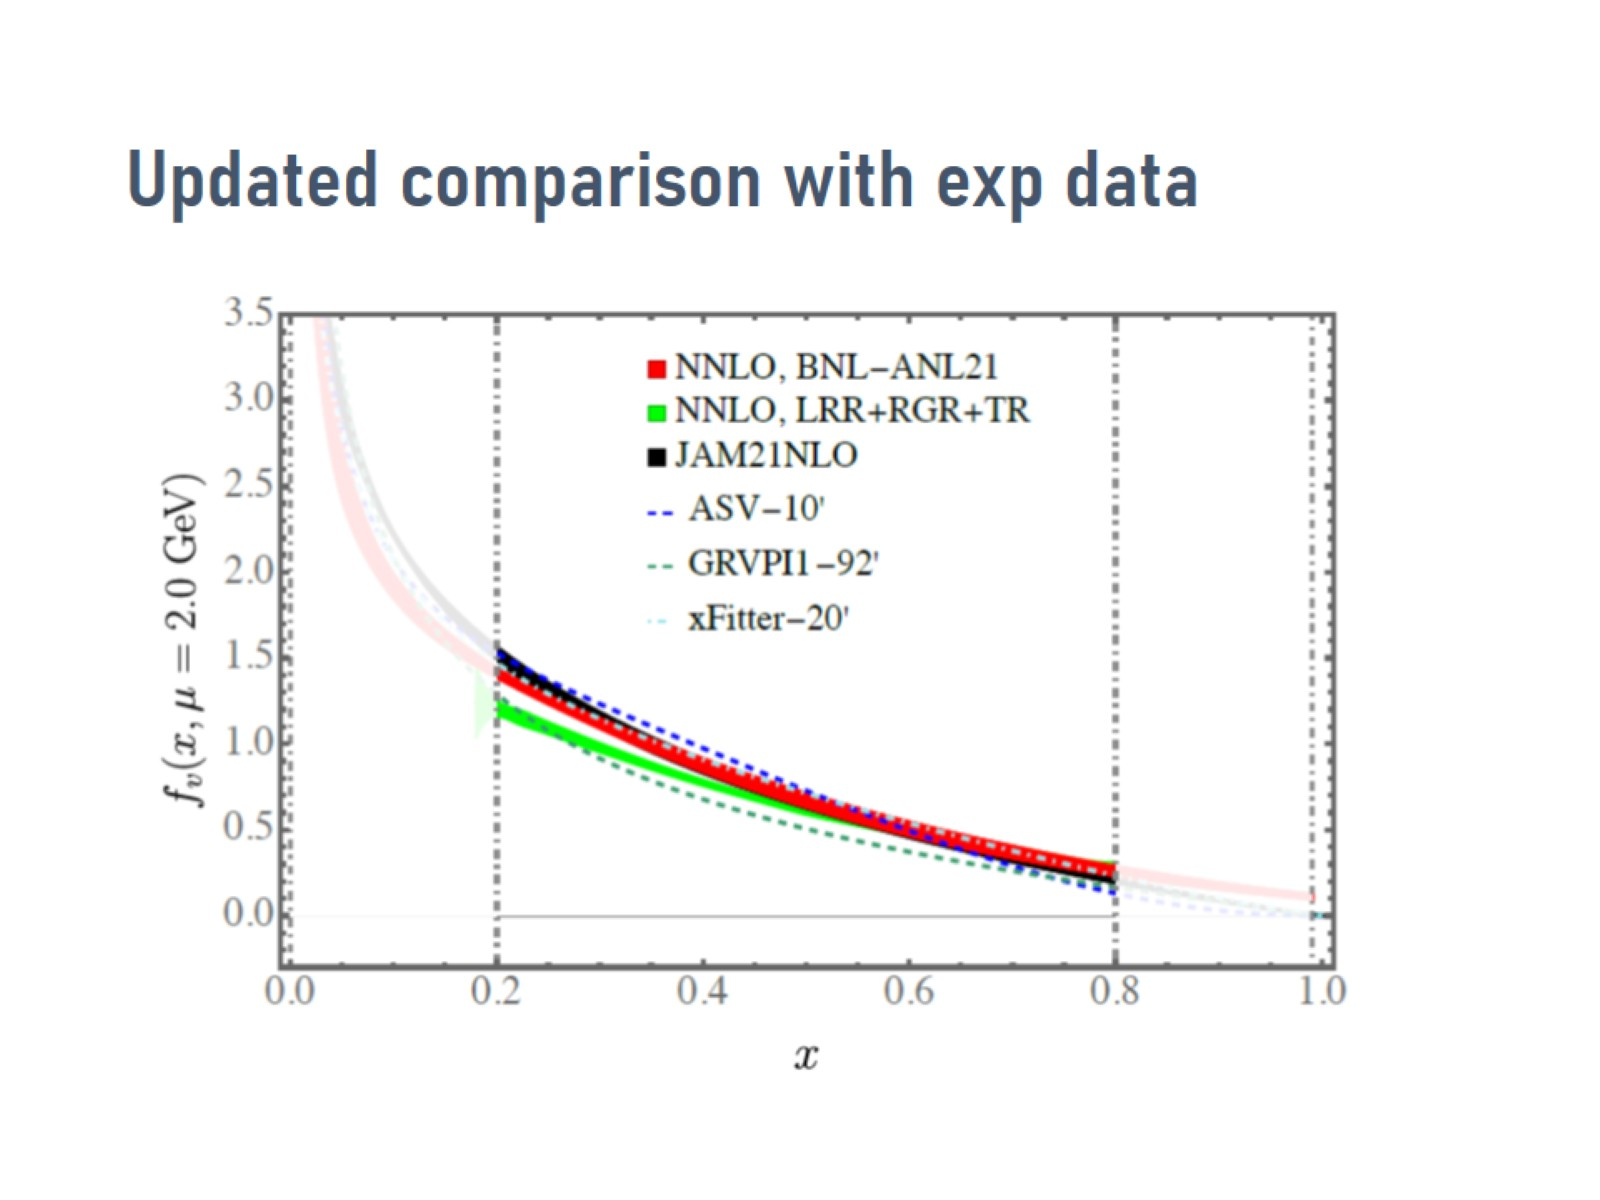 Updated comparison with exp data
3.5
3.0
2.5
2.0
1.5
1.0
0.5
0.0
f_v(x, μ = 2.0 GeV)
NNLO, BNL−ANL21
NNLO, LRR+RGR+TR
JAM21NLO
ASV−10'
GRVPI1−92'
xFitter−20'
0.0 0.2 0.4 0.6 0.8 1.0
x